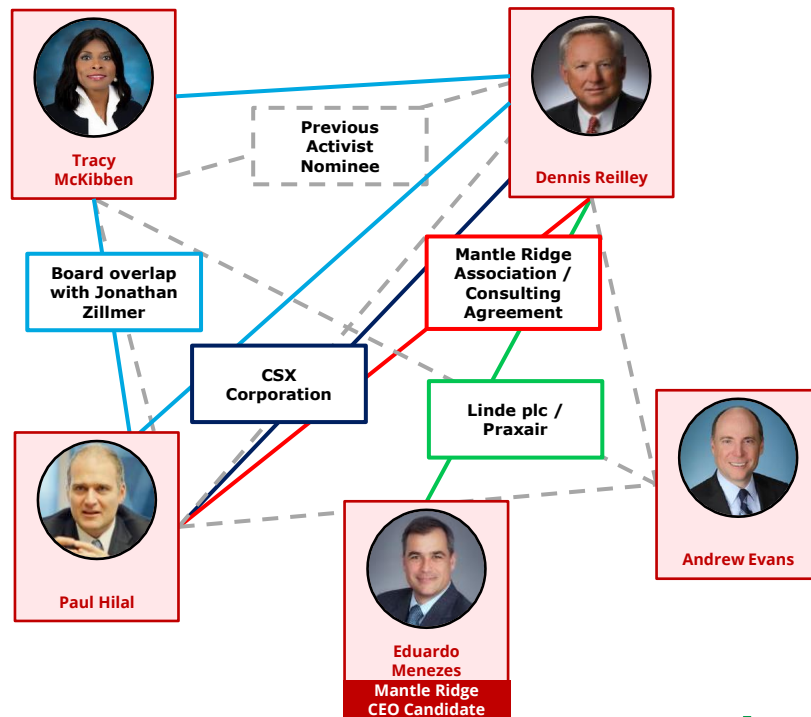 Previous
Activist
Nominee
Tracy
McKibben
Dennis Reilley
Board overlap
with Jonathan
Zillmer
Mantle Ridge
Association /
Consulting
Agreement
CSX
Corporation
Linde plc /
Praxair
Andrew Evans
Paul Hilal
Eduardo
Menezes
Mantle Ridge
CEO Candidate